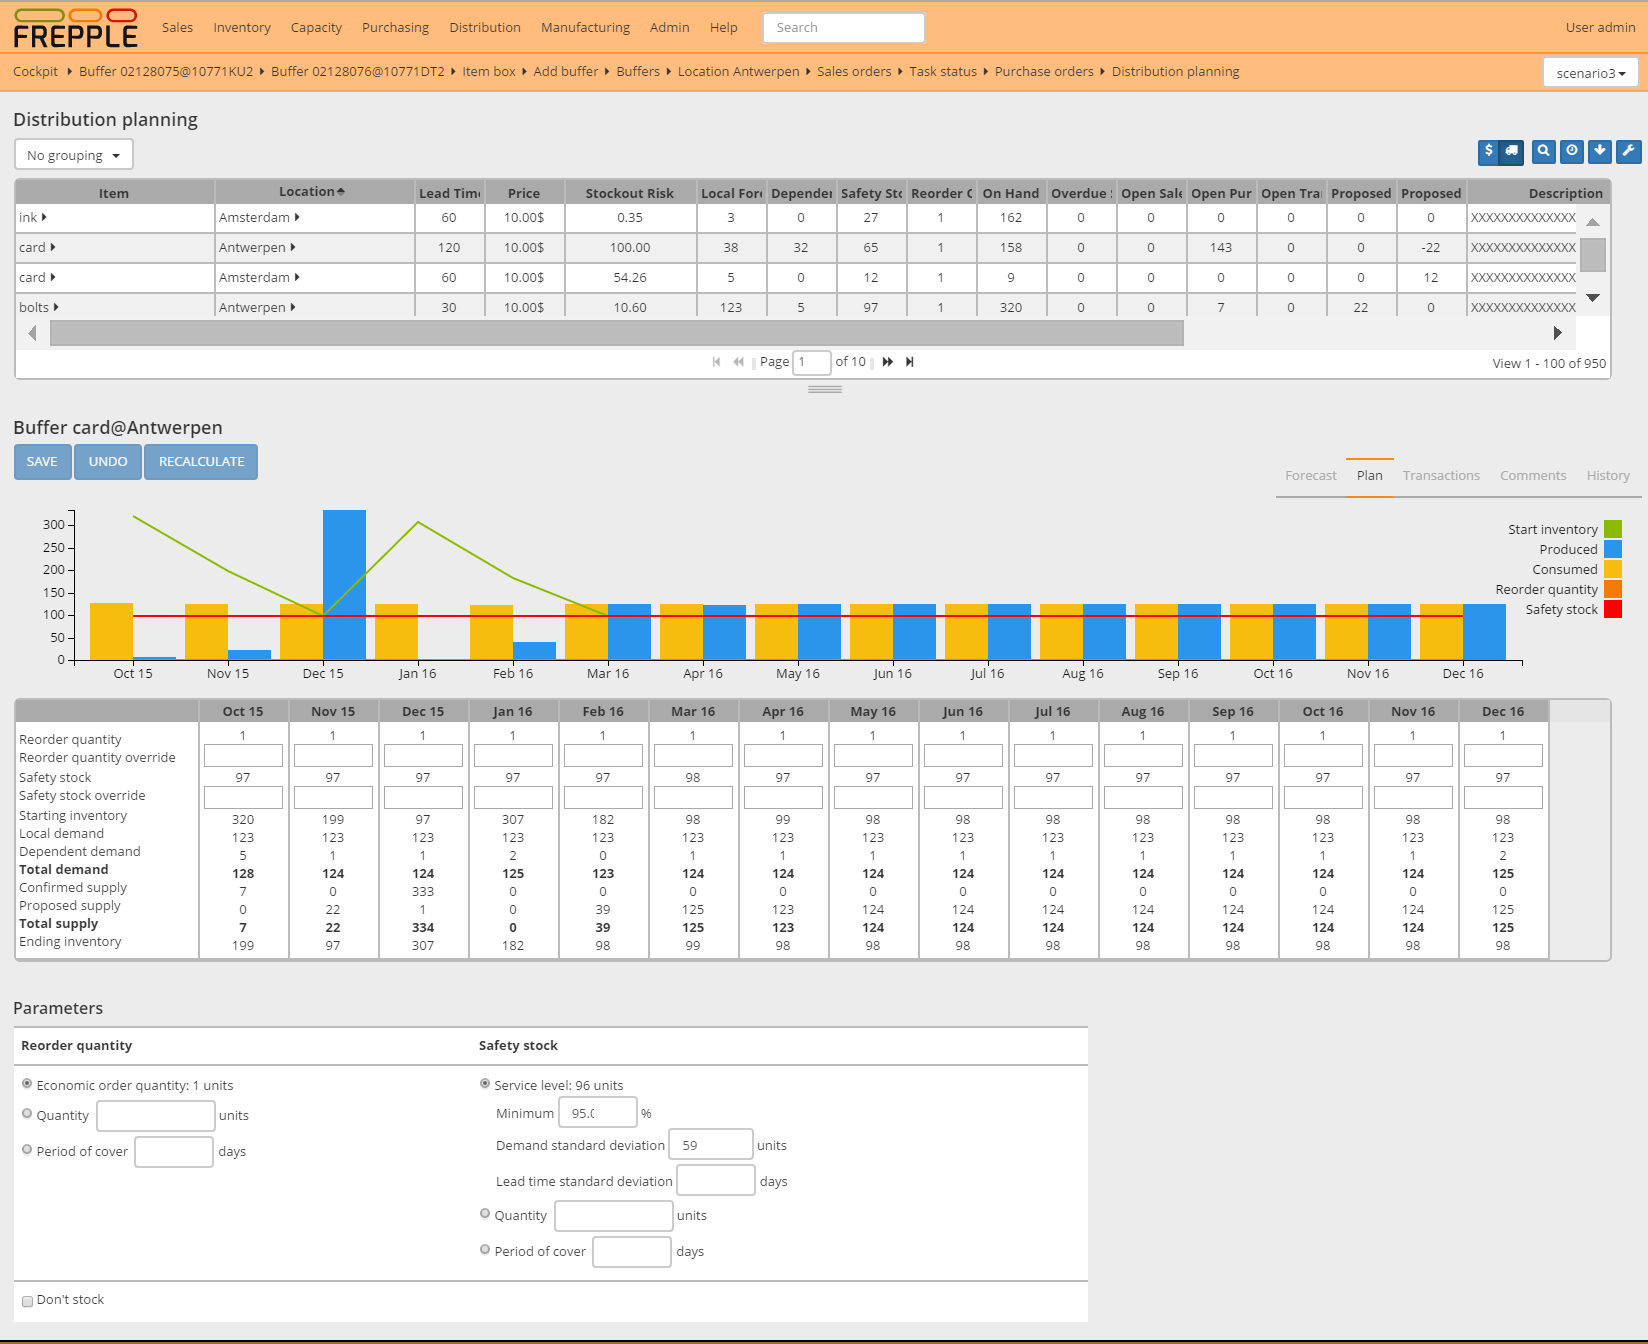 FREPPLE Sales Inventory Capacity Purchasing Distribution Manufacturing Admin Help Search User admin
Cockpit Buffer 02128075@10771KU2 Buffer 02128076@10771DT2 Item box Add buffer Buffers Location Antwerpen Sales orders Task status Purchase orders Distribution planning scenario3
Distribution planning
No grouping
$
Item Location Lead Tim Price Stockout Risk Local For Depender Safety Sto Reorder On Hand Overdue Open Sale Open Pur Open Tra Proposed Proposed Description
ink Amsterdam 60 10.00$ 0.35 3 0 27 1 162 0 0 0 0 0 0 XXXXXXXXXXXXXX
card Antwerpen 120 10.00$ 100.00 38 32 65 1 158 0 0 143 0 0 -22 XXXXXXXXXXXXXX
card Amsterdam 60 10.00$ 54.26 5 0 12 1 9 0 0 0 0 0 12 XXXXXXXXXXXXXX
bolts Antwerpen 30 10.00$ 10.60 123 5 97 1 320 0 0 7 0 22 0 XXXXXXXXXXXXXX
Page 1 of 10 View 1 - 100 of 950
Buffer card@Antwerpen
SAVE UNDO RECALCULATE
Forecast Plan Transactions Comments History
300
250
200
150
100
50
0
Oct 15 Nov 15 Dec 15 Jan 16 Feb 16 Mar 16 Apr 16 May 16 Jun 16 Jul 16 Aug 16 Sep 16 Oct 16 Nov 16 Dec 16
Start inventory
Produced
Consumed
Reorder quantity
Safety stock
Oct 15 Nov 15 Dec 15 Jan 16 Feb 16 Mar 16 Apr 16 May 16 Jun 16 Jul 16 Aug 16 Sep 16 Oct 16 Nov 16 Dec 16
Reorder quantity 1 1 1 1 1 1 1 1 1 1 1 1 1 1 1
Reorder quantity override
Safety stock 97 97 97 97 97 98 97 97 97 97 97 97 97 97 97
Safety stock override
Starting inventory 320 199 97 307 182 98 99 98 98 98 98 98 98 98 98
Local demand 123 123 123 123 123 123 123 123 123 123 123 123 123 123 123
Dependent demand 5 1 1 2 0 1 1 1 1 1 1 1 1 1 2
Total demand 128 124 124 125 123 124 124 124 124 124 124 124 124 124 125
Confirmed supply 7 0 333 0 0 0 0 0 0 0 0 0 0 0 0
Proposed supply 0 22 1 0 39 125 123 124 124 124 124 124 124 124 125
Total supply 7 22 334 0 39 125 123 124 124 124 124 124 124 124 125
Ending inventory 199 97 307 182 98 99 98 98 98 98 98 98 98 98 98
Parameters
Reorder quantity Safety stock
Economic order quantity: 1 units
Quantity units
Period of cover days
Service level: 96 units
Minimum 95.0 %
Demand standard deviation 59 units
Lead time standard deviation days
Quantity units
Period of cover days
Don't stock